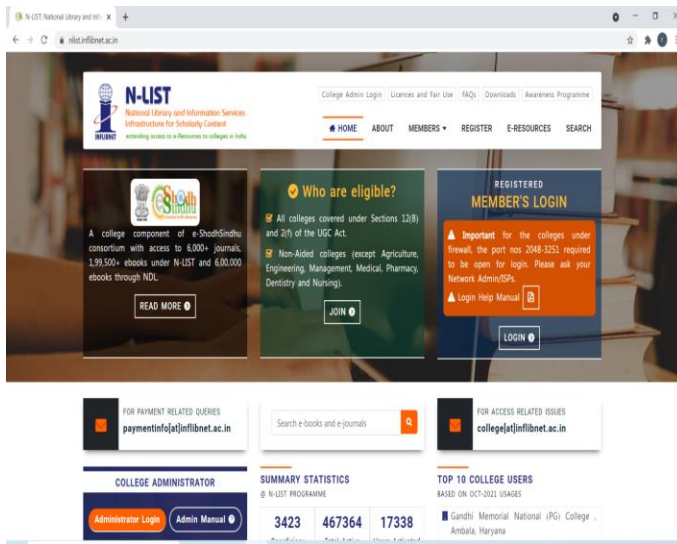 N-LIST: National Library and Inf
nlist.inflibnet.ac.in
INFLIBNET
N-LIST
National Library and Information Services
Infrastructure for Scholarly Content
extending access to e-Resources to colleges in India
College Admin Login Licences and Fair Use FAQs Downloads Awareness Programme
HOME ABOUT MEMBERS REGISTER E-RESOURCES SEARCH
e-ShodhSindhu
A college component of e-ShodhSindhu
consortium with access to 6,000+ journals,
1,99,500+ ebooks under N-LIST and 6,00,000
ebooks through NDL.
READ MORE
Who are eligible?
All colleges covered under Sections 12(B)
and 2(f) of the UGC Act.
Non-Aided colleges (except Agriculture,
Engineering, Management, Medical, Pharmacy,
Dentistry and Nursing).
JOIN
REGISTERED
MEMBER'S LOGIN
Important for the colleges under
firewall, the port nos 2048-3251 required
to be open for login. Please ask your
Network Admin/ISPs.
Login Help Manual
LOGIN
FOR PAYMENT RELATED QUERIES
paymentinfo[at]inflibnet.ac.in
Search e-books and e-journals
FOR ACCESS RELATED ISSUES
college[at]inflibnet.ac.in
COLLEGE ADMINISTRATOR
Administrator Login Admin Manual
SUMMARY STATISTICS
@ N-LIST PROGRAMME
3423 467364 17338
TOP 10 COLLEGE USERS
BASED ON OCT-2021 USAGES
Gandhi Memorial National (PG) College ,
Ambala, Haryana